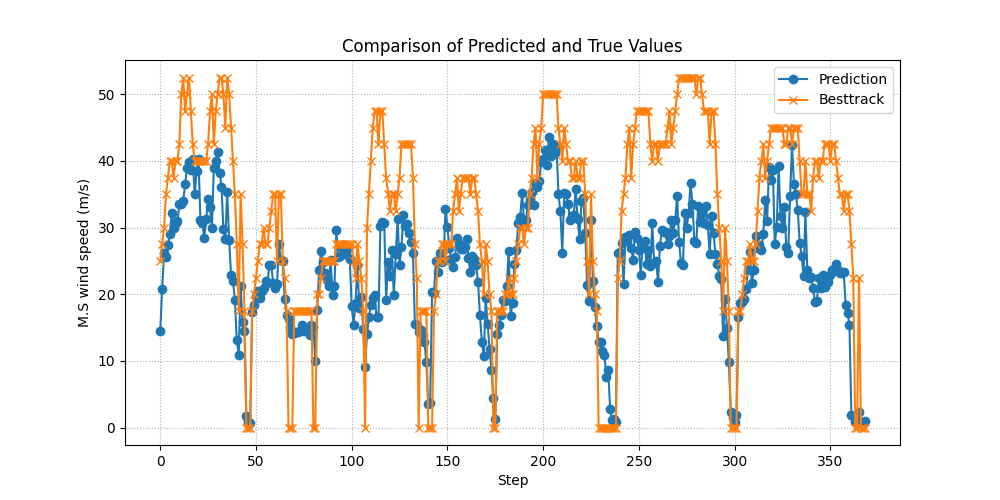 Comparison of Predicted and True Values
Prediction
Besttrack
M.S wind speed (m/s)
50
40
30
20
10
0
0 50 100 150 200 250 300 350
Step